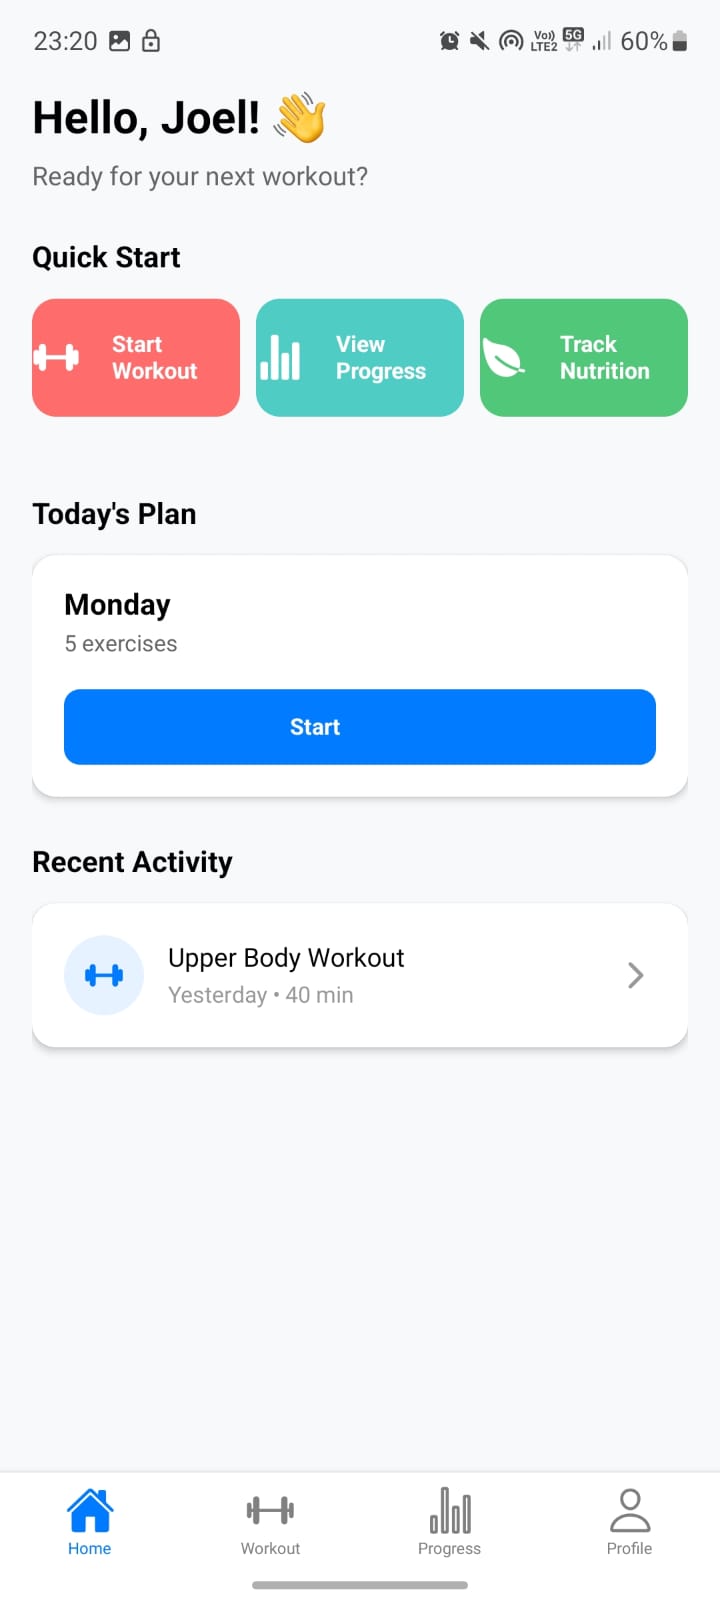 23:20
Vo))
LTE2
5G
60%
Hello, Joel! 👋
Ready for your next workout?
Quick Start
Start
Workout
View
Progress
Track
Nutrition
Today's Plan
Monday
5 exercises
Start
Recent Activity
Upper Body Workout
Yesterday • 40 min
Home
Workout
Progress
Profile